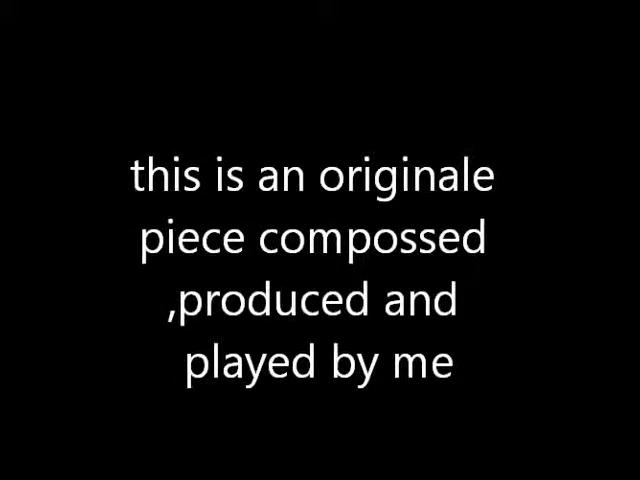 this is an originale
piece compossed
,produced and
played by me